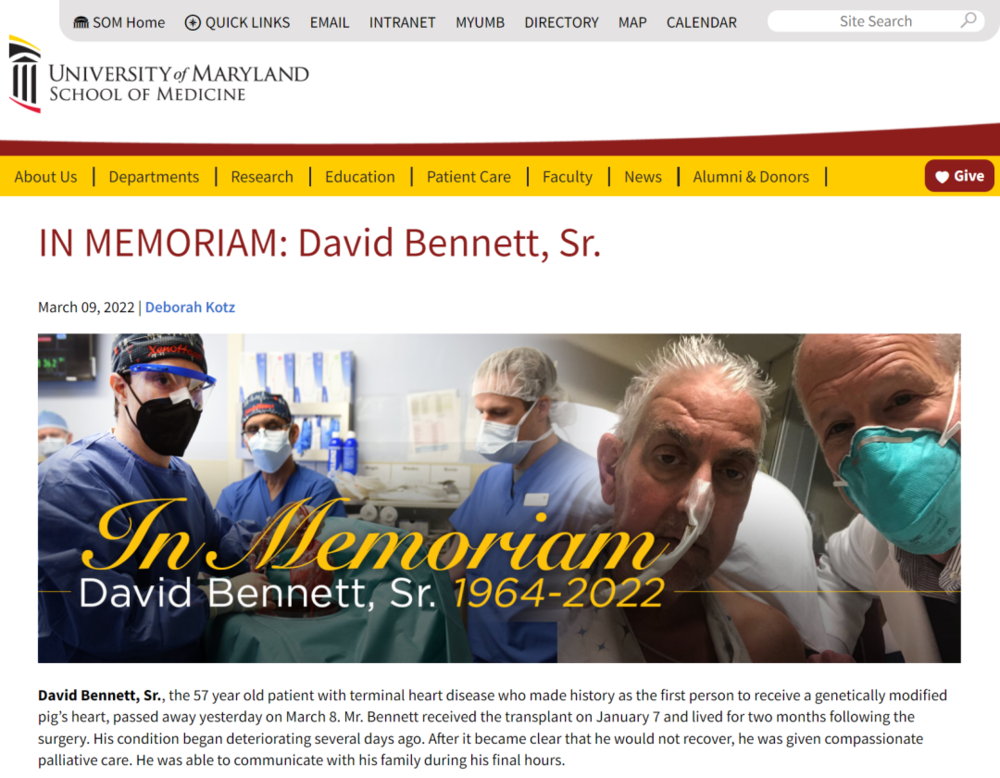 SOM Home QUICK LINKS EMAIL INTRANET MYUMB DIRECTORY MAP CALENDAR Site Search
UNIVERSITY of MARYLAND
SCHOOL OF MEDICINE
About Us | Departments | Research | Education | Patient Care | Faculty | News | Alumni & Donors | Give
IN MEMORIAM: David Bennett, Sr.
March 09, 2022 | Deborah Kotz
In Memoriam
David Bennett, Sr. 1964-2022
David Bennett, Sr., the 57 year old patient with terminal heart disease who made history as the first person to receive a genetically modified
pig's heart, passed away yesterday on March 8. Mr. Bennett received the transplant on January 7 and lived for two months following the
surgery. His condition began deteriorating several days ago. After it became clear that he would not recover, he was given compassionate
palliative care. He was able to communicate with his family during his final hours.